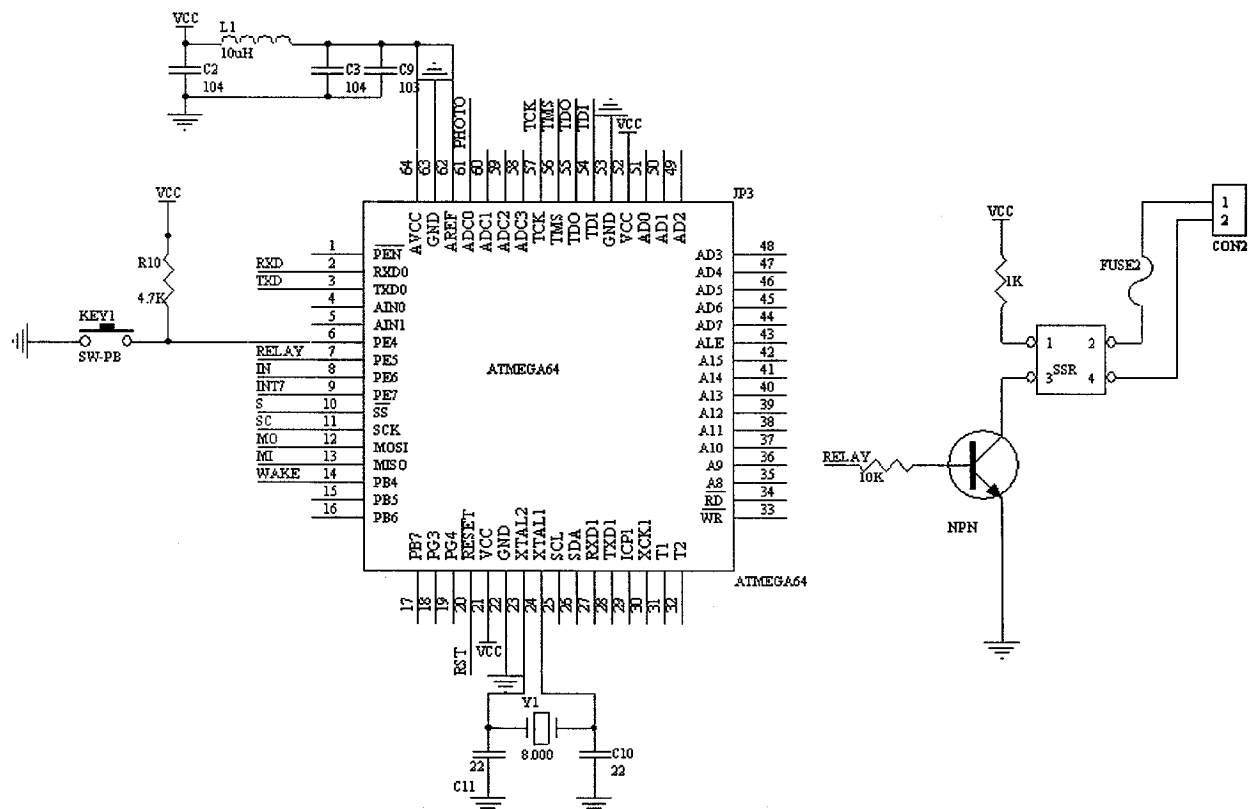 VCC
L1
10uH
C2
104
C3
104
C9
103
PHOTO
TCK
TMS
TDO
TDI
VCC
64
63
62
61
60
59
58
57
56
55
54
53
52
51
50
49
JP3
AVCC
GND
AREF
ADC0
ADC1
ADC2
ADC3
TCK
TMS
TDO
TDI
GND
VCC
AD0
AD1
AD2
VCC
R10
4.7K
KEY1
SW-PB
1 PEN
RXD 2 RXD0
TXD 3 TXD0
4 AIN0
5 AIN1
6 PE4
RELAY 7 PE5
IN 8 PE6
INT7 9 PE7
S 10 SS
SC 11 SCK
MO 12 MOSI
MI 13 MISO
WAKE 14 PB4
15 PB5
16 PB6
ATMEGA64
AD3 48
AD4 47
AD5 46
AD6 45
AD7 44
ALE 43
A15 42
A14 41
A13 40
A12 39
A11 38
A10 37
A9 36
A8 35
RD 34
WR 33
PB7
PG3
PG4
RESET
VCC
GND
XTAL2
XTAL1
SCL
SDA
RXD1
TXD1
ICP1
XCK1
T1
T2
ATMEGA64
17
18
19
20
21
22
23
24
25
26
27
28
29
30
31
32
RST
VCC
Y1
8.000
22
C11
C10
22
VCC
1K
FUSE2
1
2
CON2
1 2
SSR
3 4
RELAY
10K
NPN